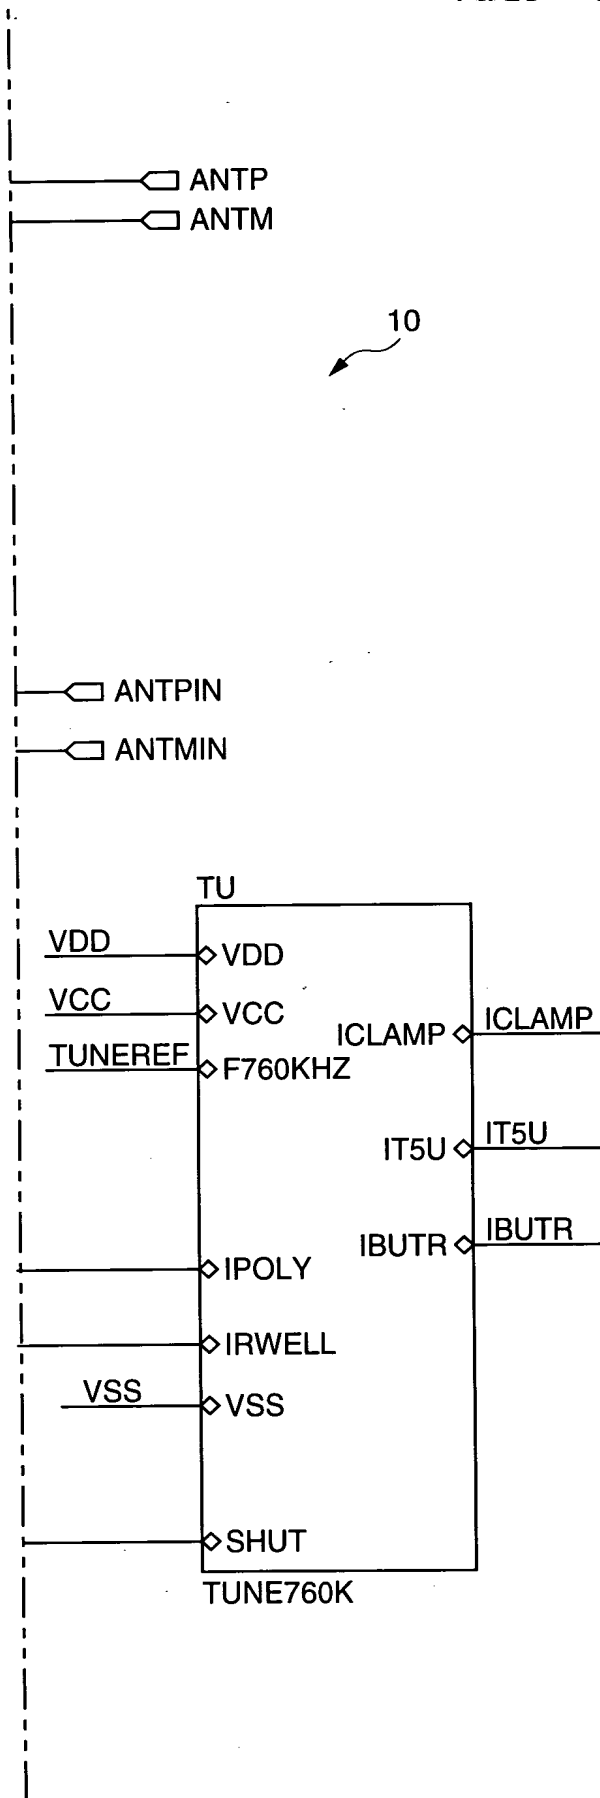 ANTP
ANTM
10
ANTPIN
ANTMIN
TU
VDD VDD
VCC VCC
ICLAMP ICLAMP
TUNEREF F760KHZ
IT5U IT5U
IBUTR IBUTR
IPOLY
IRWELL
VSS VSS
SHUT
TUNE760K